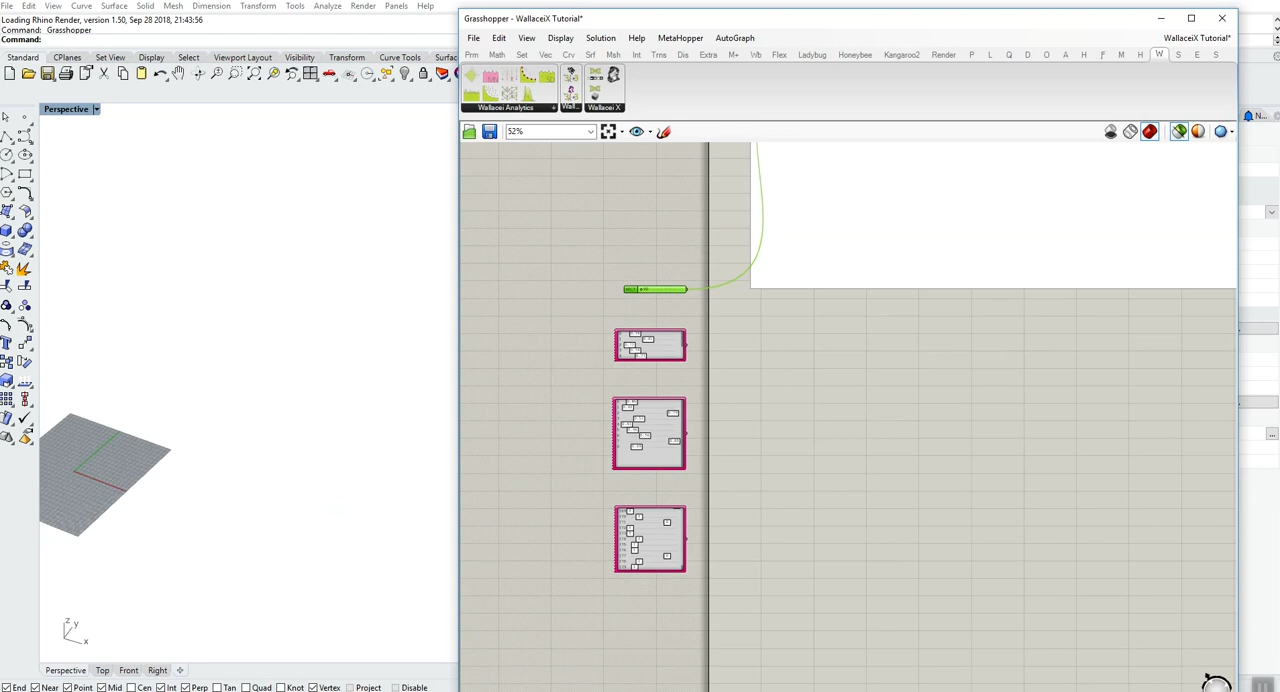 File Edit View Curve Surface Solid Mesh Dimension Transform Tools Analyze Render Panels Help
Loading Rhino Render, version 1.50, Sep 28 2018, 21:43:56
Command: Grasshopper
Command:
Standard CPlanes Set View Display Select Viewport Layout Visibility Transform Curve Tools Surfac
Perspective
Grasshopper - WallaceiX Tutorial*
File Edit View Display Solution Help MetaHopper AutoGraph WallaceiX Tutorial*
Prm Math Set Vec Crv Srf Msh Int Trns Dis Extra M+ Wb Flex Ladybug Honeybee Kangaroo2 Render P L Q D O A H F M H W S E S
Wallacei Analytics Wall... Wallacei X
52%
N...
z y
x
Perspective Top Front Right
End Near Point Mid Cen Int Perp Tan Quad Knot Vertex Project Disable